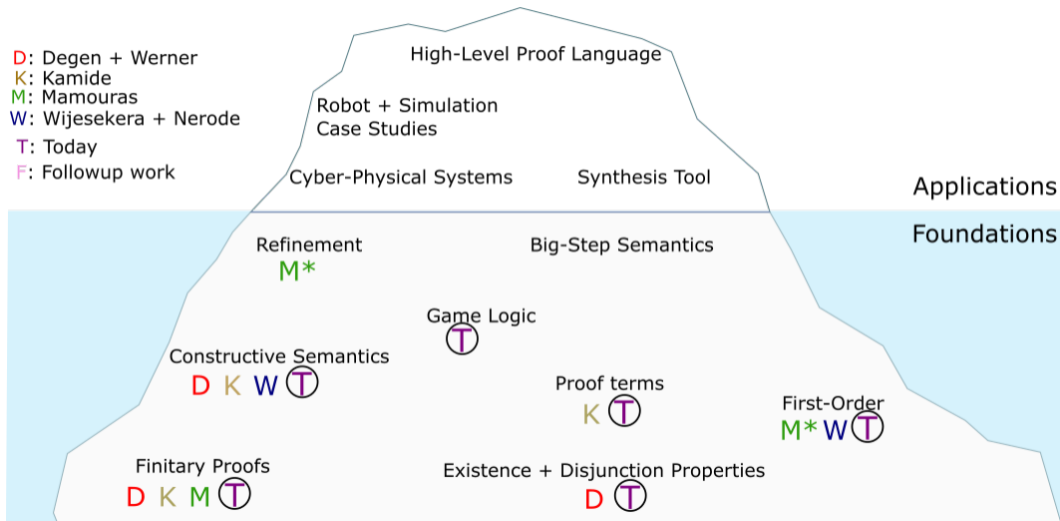 High-Level Proof Language
D: Degen + Werner
K: Kamide
M: Mamouras
W: Wijesekera + Nerode
T: Today
F: Followup work
Robot + Simulation
Case Studies
Cyber-Physical Systems
Synthesis Tool
Applications
Foundations
Refinement
M*
Big-Step Semantics
Game Logic
T
Constructive Semantics
D K W T
Proof terms
K T
First-Order
M* W T
Finitary Proofs
D K M T
Existence + Disjunction Properties
D T